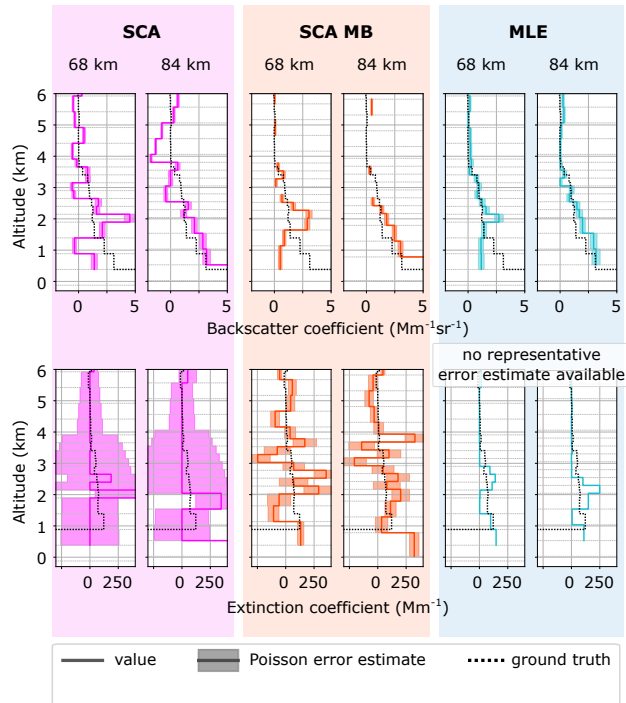 SCA SCA MB MLE
68 km 84 km 68 km 84 km 68 km 84 km
Altitude (km)
6
5
4
3
2
1
0
0 5 0 5 0 5 0 5 0 5 0 5
Backscatter coefficient (Mm⁻¹sr⁻¹)
no representative
error estimate available
Altitude (km)
6
5
4
3
2
1
0
0 250 0 250 0 250 0 250 0 250 0 250
Extinction coefficient (Mm⁻¹)
value Poisson error estimate ground truth